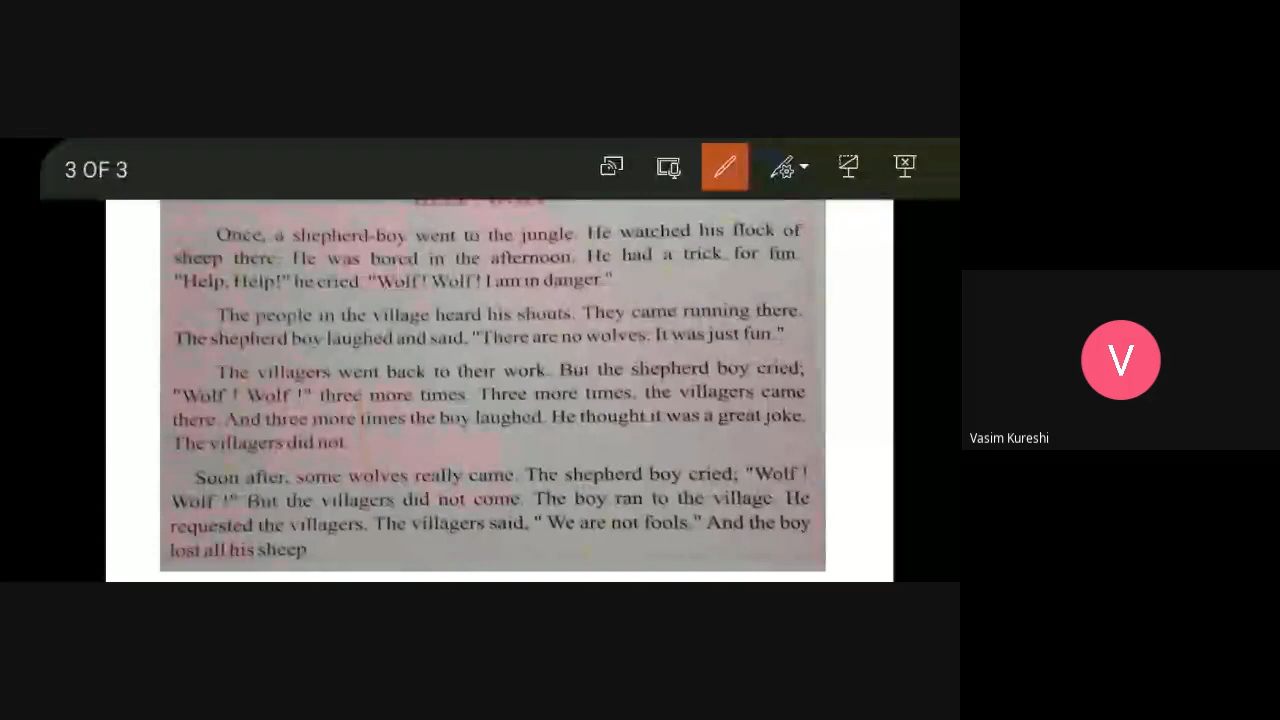 3 OF 3
Once, a shepherd-boy went to the jungle. He watched his flock of
sheep there. He was bored in the afternoon. He had a trick for fun.
"Help, Help!" he cried. "Wolf ! Wolf ! I am in danger."
The people in the village heard his shouts. They came running there.
The shepherd boy laughed and said, "There are no wolves. It was just fun."
The villagers went back to their work. But the shepherd boy cried;
"Wolf ! Wolf !" three more times. Three more times, the villagers came
there. And three more times the boy laughed. He thought it was a great joke.
The villagers did not.
Soon after, some wolves really came. The shepherd boy cried; "Wolf !
Wolf !" But the villagers did not come. The boy ran to the village. He
requested the villagers. The villagers said, " We are not fools." And the boy
lost all his sheep
V
Vasim Kureshi